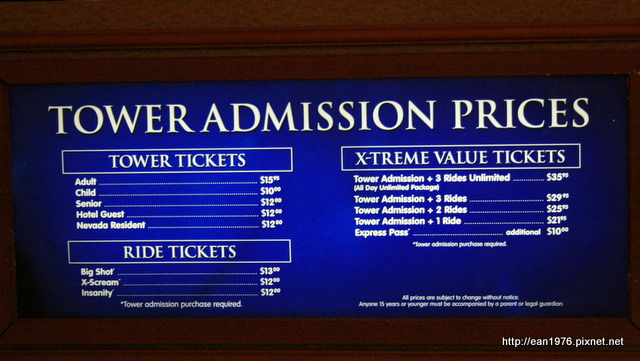 TOWER ADMISSION PRICES
TOWER TICKETS
Adult ........ $15.95
Child ........ $10.00
Senior ........ $12.00
Hotel Guest ........ $12.00
Nevada Resident ........ $12.00
RIDE TICKETS
Big Shot* ........ $13.00
X-Scream* ........ $12.00
Insanity* ........ $12.00
*Tower admission purchase required.
X-TREME VALUE TICKETS
Tower Admission + 3 Rides Unlimited ........ $35.95
(All Day Unlimited Package)
Tower Admission + 3 Rides ........ $29.95
Tower Admission + 2 Rides ........ $25.95
Tower Admission + 1 Ride ........ $21.95
Express Pass* ........ additional $10.00
*Tower admission purchase required.
All prices are subject to change without notice.
Anyone 15 years or younger must be accompanied by a parent or legal guardian.
http://ean1976.pixnet.net